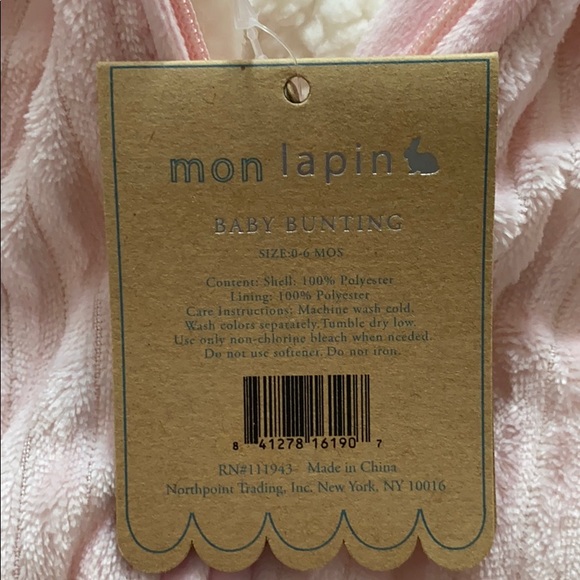 mon lapin
BABY BUNTING
SIZE:0-6 MOS
Content: Shell: 100% Polyester
Lining: 100% Polyester
Care Instructions: Machine wash cold.
Wash colors separately. Tumble dry low.
Use only non-chlorine bleach when needed.
Do not use softener. Do not iron.
8 41278 16190 7
RN#111943 Made in China
Northpoint Trading, Inc. New York, NY 10016